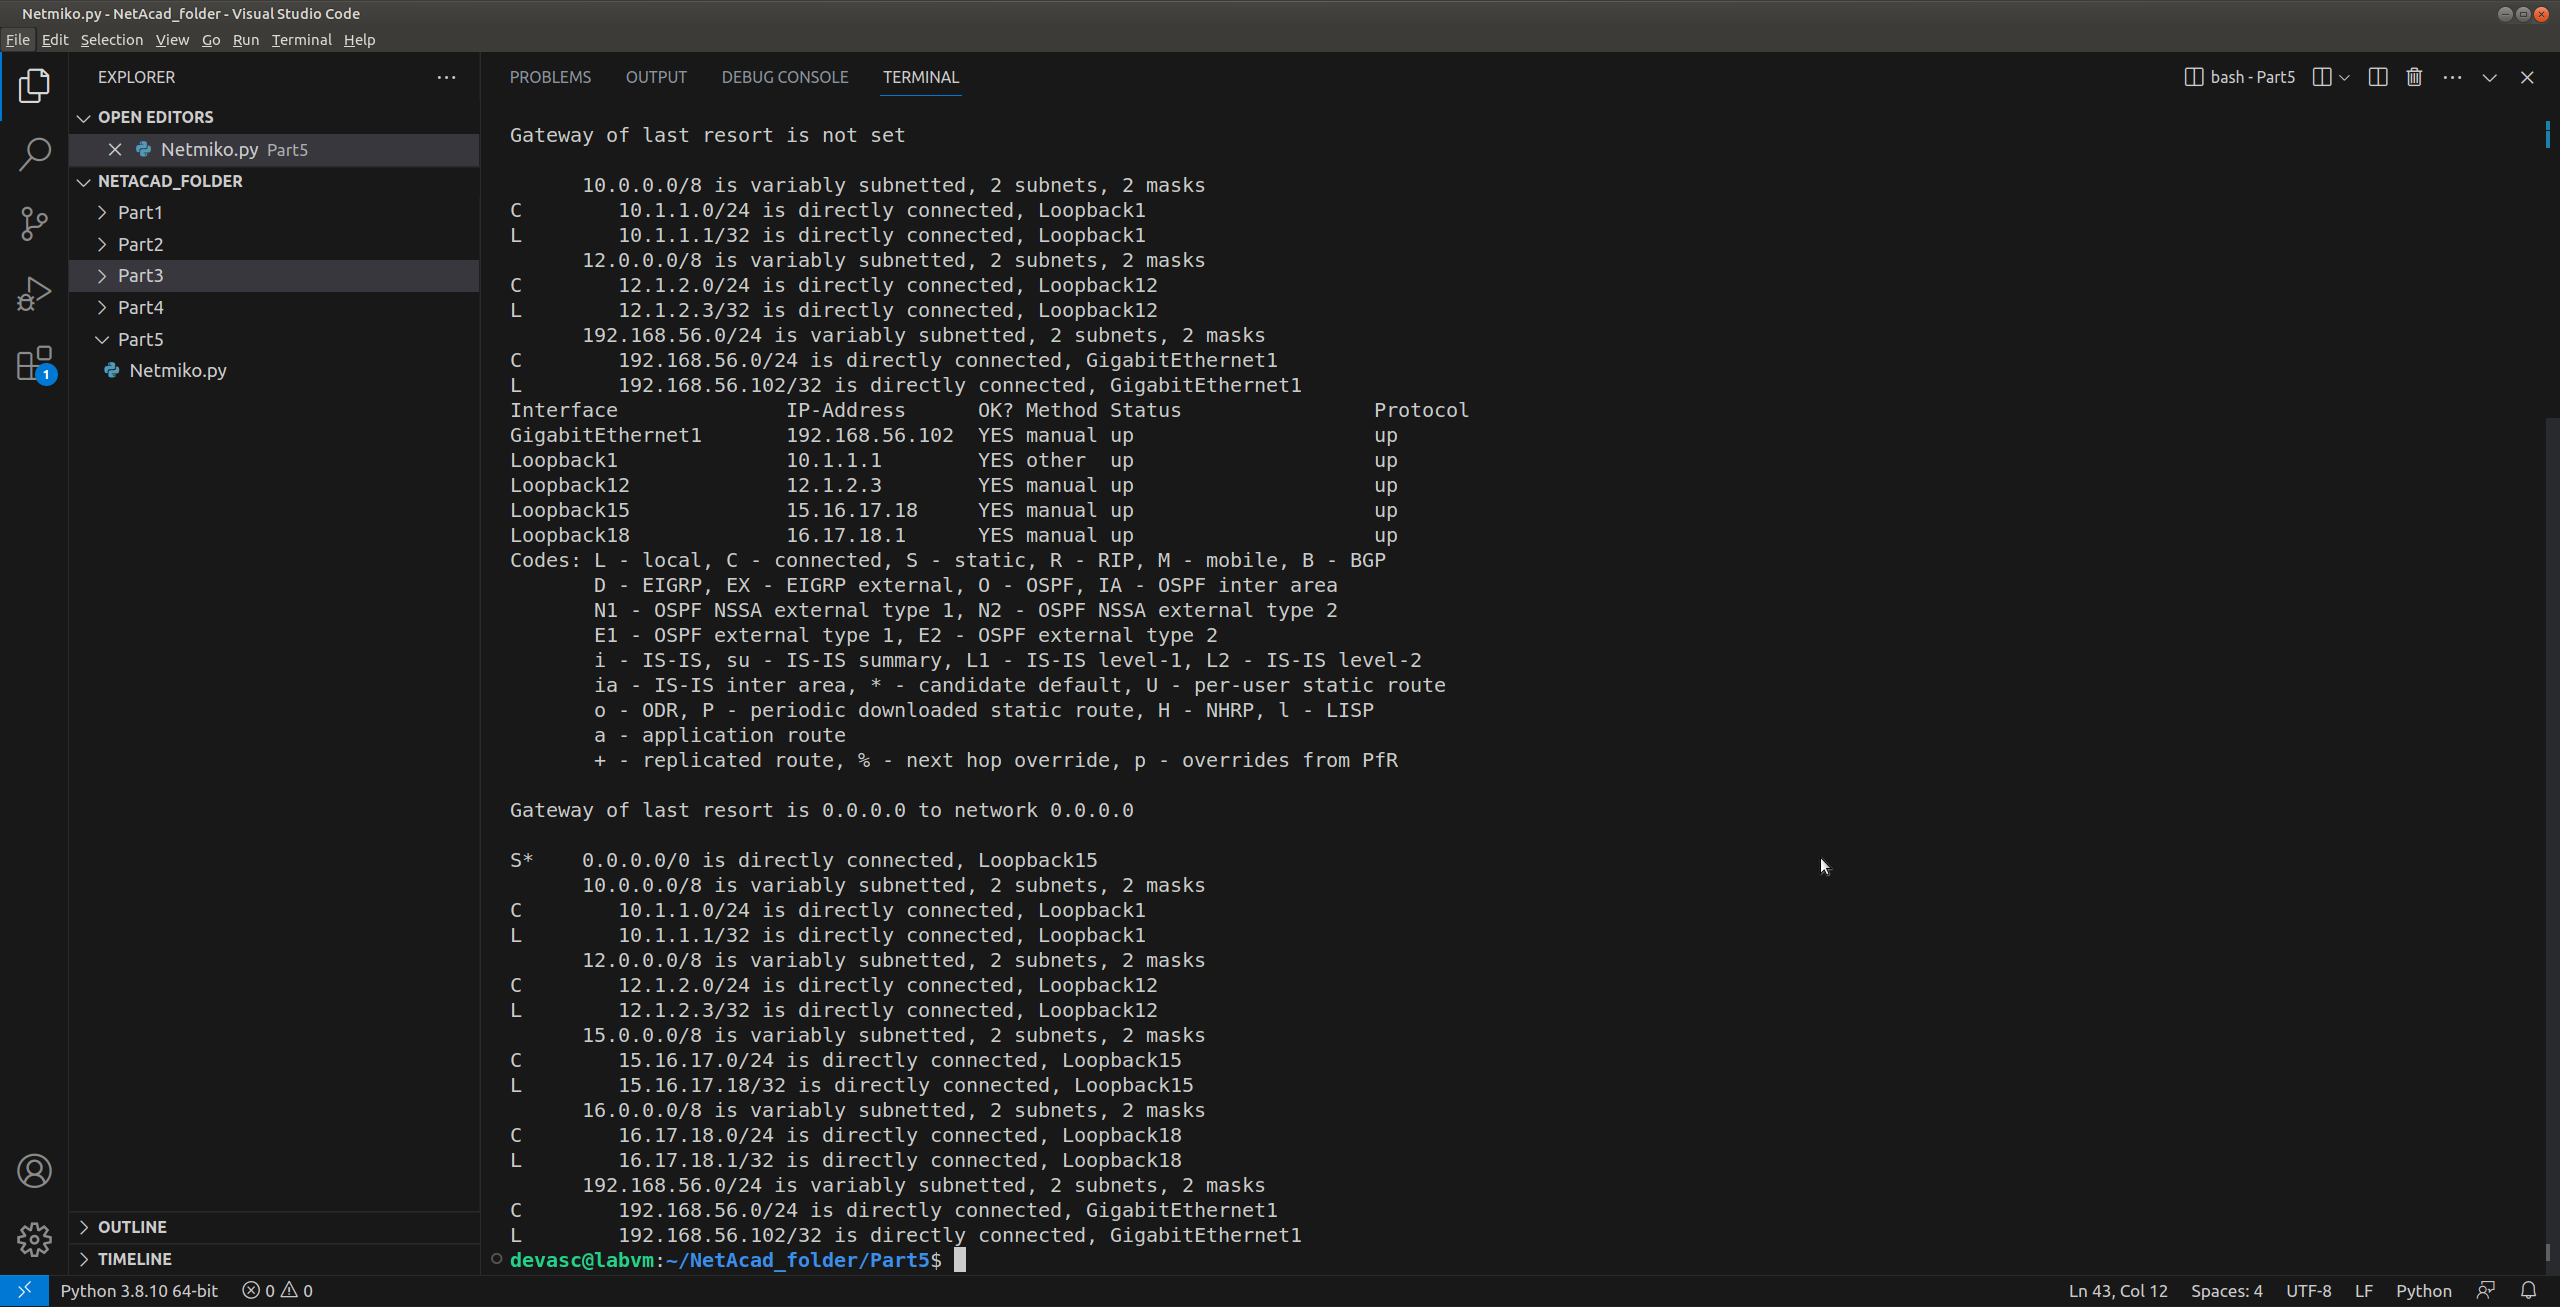 Netmiko.py - NetAcad_folder - Visual Studio Code
File Edit Selection View Go Run Terminal Help
EXPLORER
OPEN EDITORS
Netmiko.py Part5
NETACAD_FOLDER
Part1
Part2
Part3
Part4
Part5
Netmiko.py
1
OUTLINE
TIMELINE
PROBLEMS OUTPUT DEBUG CONSOLE TERMINAL
bash - Part5
Gateway of last resort is not set
      10.0.0.0/8 is variably subnetted, 2 subnets, 2 masks
C        10.1.1.0/24 is directly connected, Loopback1
L        10.1.1.1/32 is directly connected, Loopback1
      12.0.0.0/8 is variably subnetted, 2 subnets, 2 masks
C        12.1.2.0/24 is directly connected, Loopback12
L        12.1.2.3/32 is directly connected, Loopback12
      192.168.56.0/24 is variably subnetted, 2 subnets, 2 masks
C        192.168.56.0/24 is directly connected, GigabitEthernet1
L        192.168.56.102/32 is directly connected, GigabitEthernet1
Interface              IP-Address      OK? Method Status                Protocol
GigabitEthernet1       192.168.56.102  YES manual up                    up
Loopback1              10.1.1.1        YES other  up                    up
Loopback12             12.1.2.3        YES manual up                    up
Loopback15             15.16.17.18     YES manual up                    up
Loopback18             16.17.18.1      YES manual up                    up
Codes: L - local, C - connected, S - static, R - RIP, M - mobile, B - BGP
       D - EIGRP, EX - EIGRP external, O - OSPF, IA - OSPF inter area
       N1 - OSPF NSSA external type 1, N2 - OSPF NSSA external type 2
       E1 - OSPF external type 1, E2 - OSPF external type 2
       i - IS-IS, su - IS-IS summary, L1 - IS-IS level-1, L2 - IS-IS level-2
       ia - IS-IS inter area, * - candidate default, U - per-user static route
       o - ODR, P - periodic downloaded static route, H - NHRP, l - LISP
       a - application route
       + - replicated route, % - next hop override, p - overrides from PfR
Gateway of last resort is 0.0.0.0 to network 0.0.0.0
S*    0.0.0.0/0 is directly connected, Loopback15
      10.0.0.0/8 is variably subnetted, 2 subnets, 2 masks
C        10.1.1.0/24 is directly connected, Loopback1
L        10.1.1.1/32 is directly connected, Loopback1
      12.0.0.0/8 is variably subnetted, 2 subnets, 2 masks
C        12.1.2.0/24 is directly connected, Loopback12
L        12.1.2.3/32 is directly connected, Loopback12
      15.0.0.0/8 is variably subnetted, 2 subnets, 2 masks
C        15.16.17.0/24 is directly connected, Loopback15
L        15.16.17.18/32 is directly connected, Loopback15
      16.0.0.0/8 is variably subnetted, 2 subnets, 2 masks
C        16.17.18.0/24 is directly connected, Loopback18
L        16.17.18.1/32 is directly connected, Loopback18
      192.168.56.0/24 is variably subnetted, 2 subnets, 2 masks
C        192.168.56.0/24 is directly connected, GigabitEthernet1
L        192.168.56.102/32 is directly connected, GigabitEthernet1
devasc@labvm:~/NetAcad_folder/Part5$
Python 3.8.10 64-bit 0 0 Ln 43, Col 12 Spaces: 4 UTF-8 LF Python